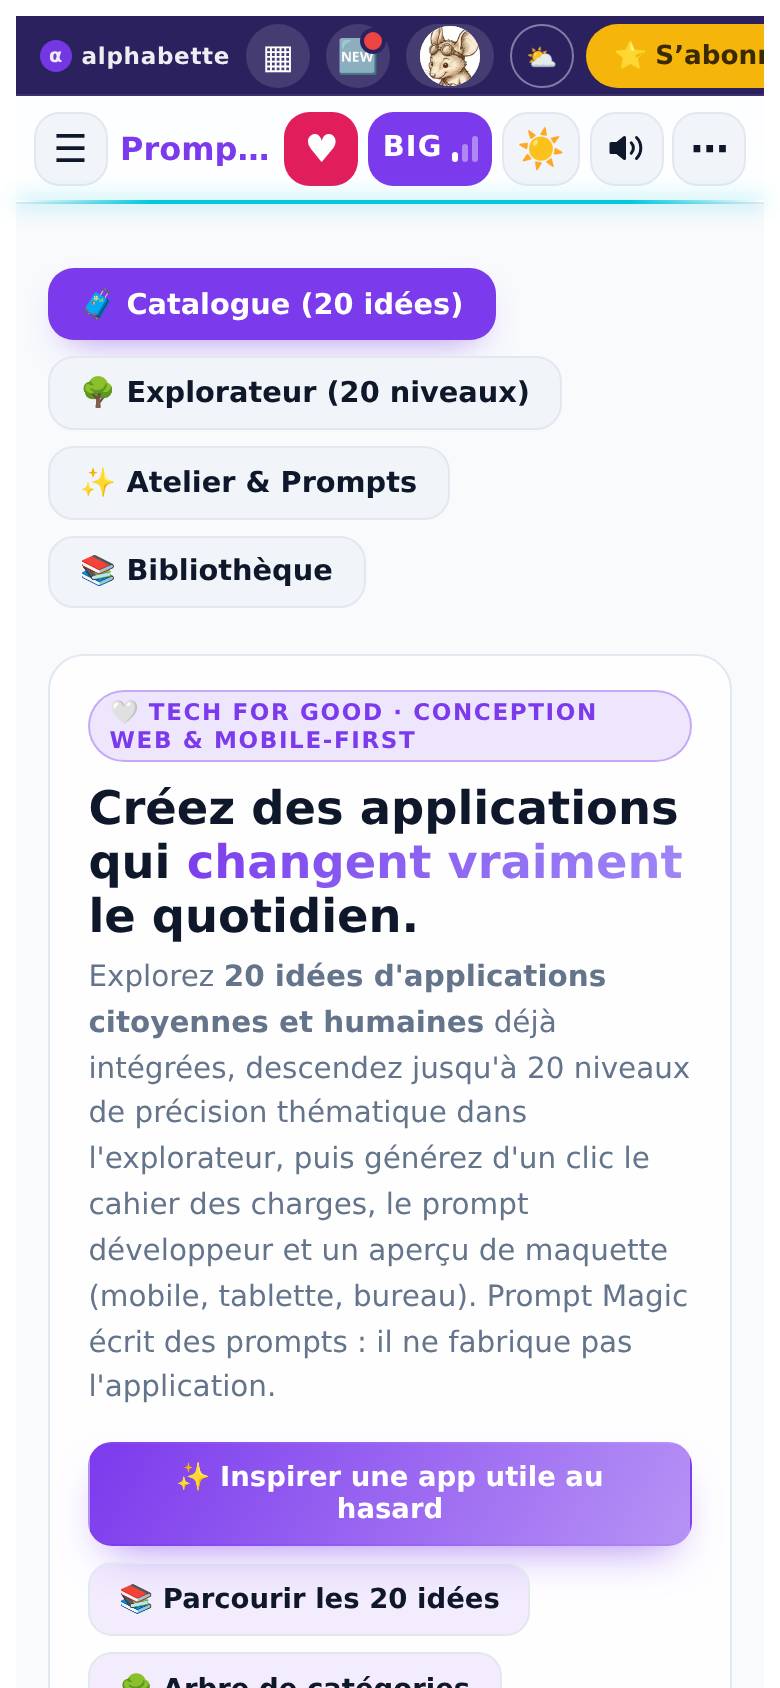 α alphabette NEW ⭐ S'abonn
☰ Promp... ♥ BIG ...
🧳 Catalogue (20 idées)
🌳 Explorateur (20 niveaux)
✨ Atelier & Prompts
📚 Bibliothèque
🤍 TECH FOR GOOD · CONCEPTION
WEB & MOBILE-FIRST
Créez des applications
qui changent vraiment
le quotidien.
Explorez 20 idées d'applications
citoyennes et humaines déjà
intégrées, descendez jusqu'à 20 niveaux
de précision thématique dans
l'explorateur, puis générez d'un clic le
cahier des charges, le prompt
développeur et un aperçu de maquette
(mobile, tablette, bureau). Prompt Magic
écrit des prompts : il ne fabrique pas
l'application.
✨ Inspirer une app utile au
hasard
📚 Parcourir les 20 idées
🌳 Arbre de catégories